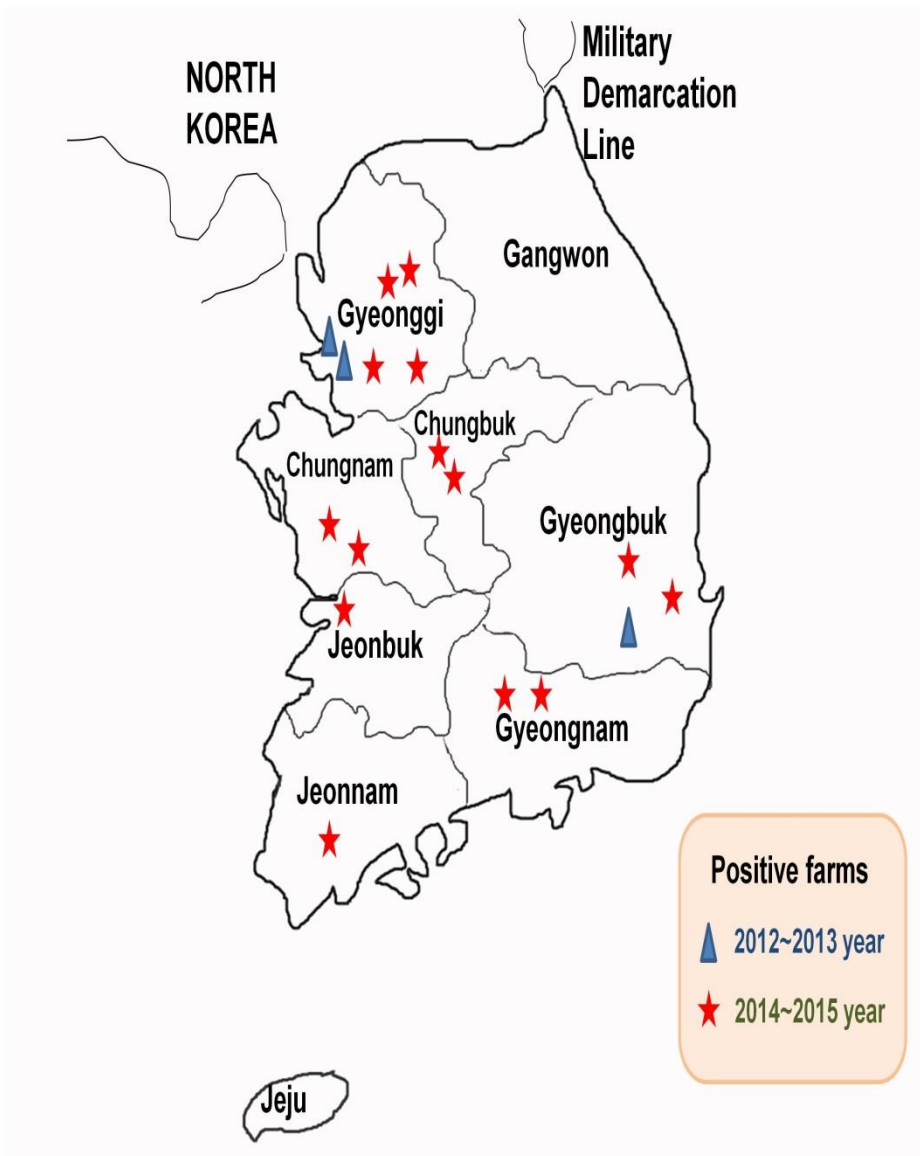 NORTH
KOREA
Military
Demarcation
Line
Gangwon
Gyeonggi
Chungbuk
Chungnam
Gyeongbuk
Jeonbuk
Gyeongnam
Jeonnam
Positive farms
2012~2013 year
2014~2015 year
Jeju